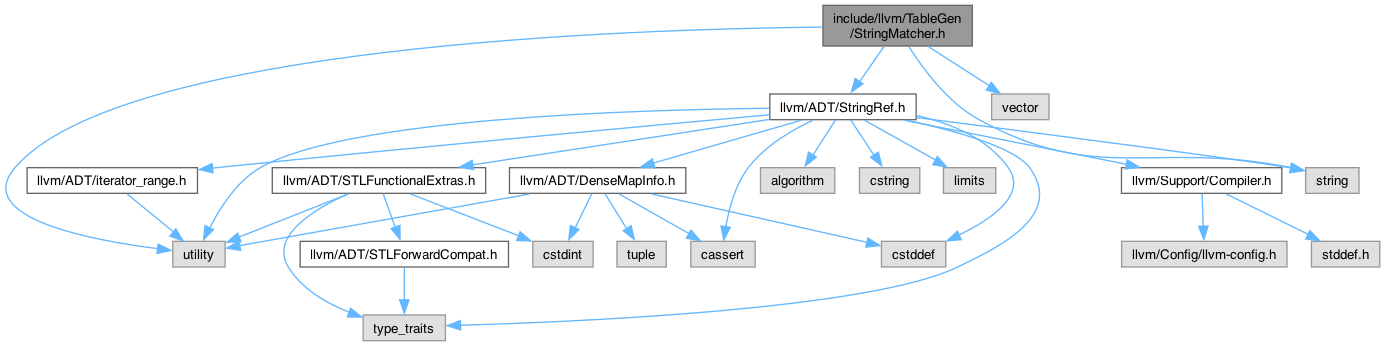 include/llvm/TableGen
/StringMatcher.h
llvm/ADT/StringRef.h
vector
llvm/ADT/iterator_range.h
llvm/ADT/STLFunctionalExtras.h
llvm/ADT/DenseMapInfo.h
algorithm
cstring
limits
llvm/Support/Compiler.h
string
utility
llvm/ADT/STLForwardCompat.h
cstdint
tuple
cassert
cstddef
llvm/Config/llvm-config.h
stddef.h
type_traits